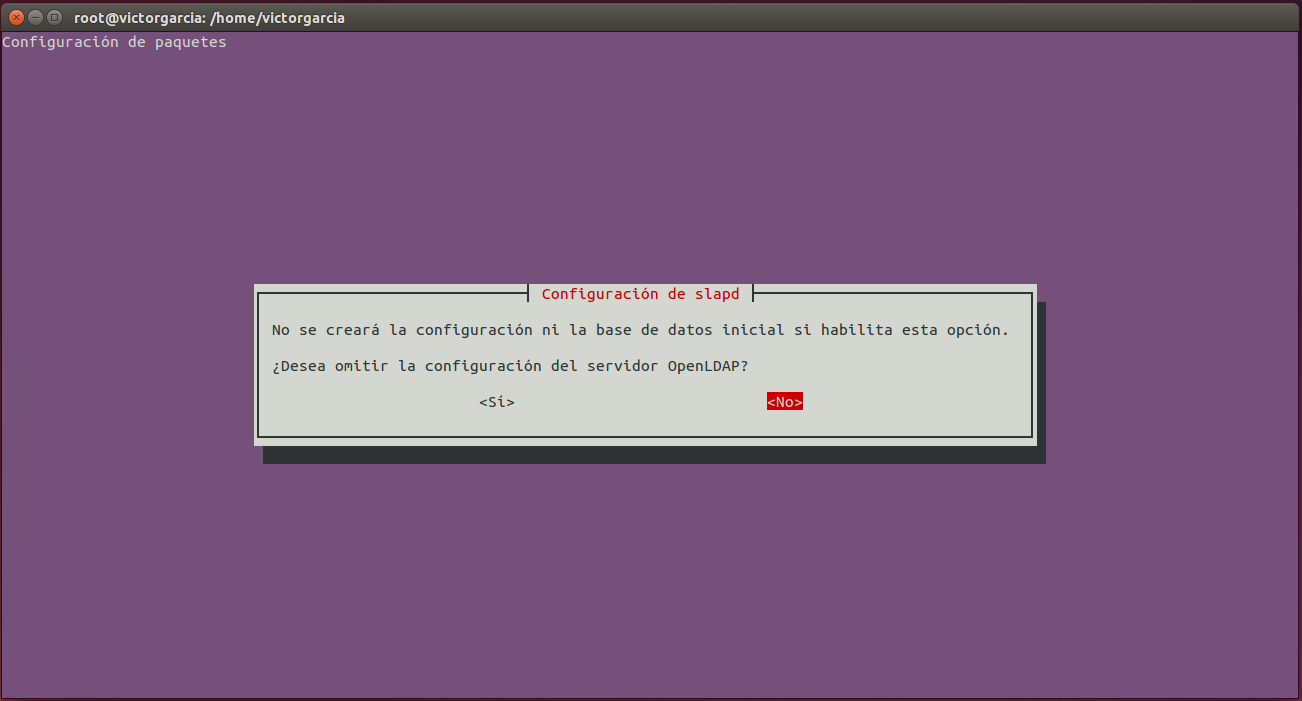 root@victorgarcia: /home/victorgarcia
Configuración de paquetes
Configuración de slapd
No se creará la configuración ni la base de datos inicial si habilita esta opción.
¿Desea omitir la configuración del servidor OpenLDAP?
<Sí> <No>